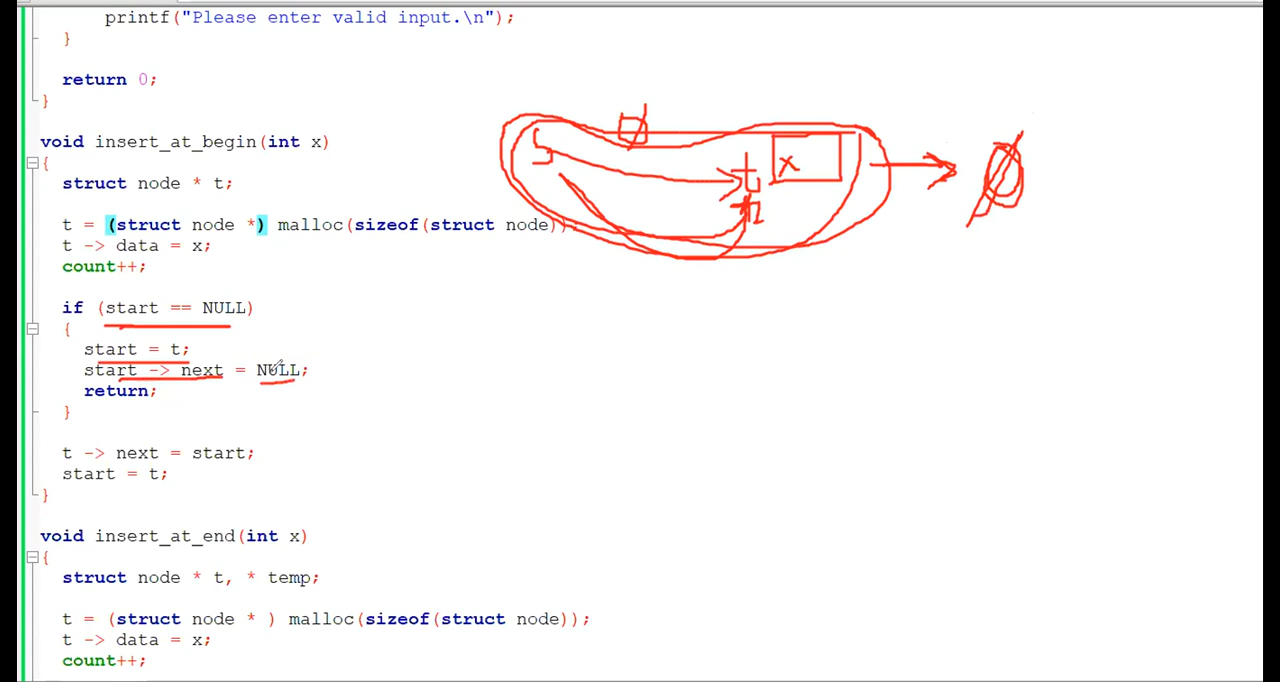 printf("Please enter valid input.\n");
}
return 0;
}
void insert_at_begin(int x)
{
struct node * t;
t = (struct node *) malloc(sizeof(struct node));
t -> data = x;
count++;
if (start == NULL)
{
start = t;
start -> next = NULL;
return;
}
t -> next = start;
start = t;
}
void insert_at_end(int x)
{
struct node * t, * temp;
t = (struct node * ) malloc(sizeof(struct node));
t -> data = x;
count++;
S
t
x